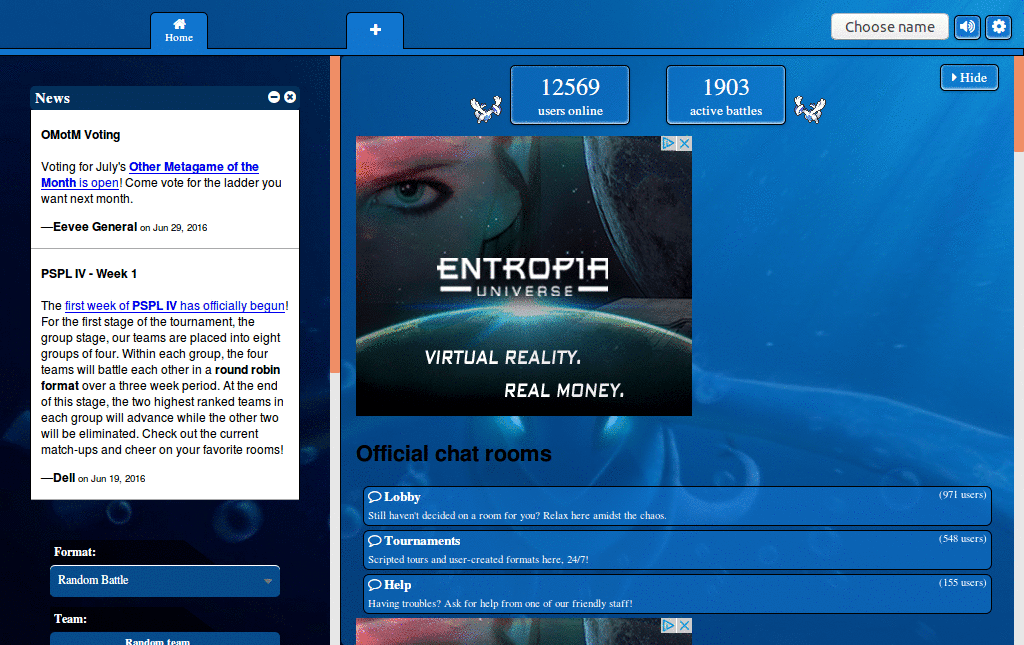 Home
+
Choose name
News
OMotM Voting
Voting for July's Other Metagame of the
Month is open! Come vote for the ladder you
want next month.
—Eevee General on Jun 29, 2016
PSPL IV - Week 1
The first week of PSPL IV has officially begun!
For the first stage of the tournament, the
group stage, our teams are placed into eight
groups of four. Within each group, the four
teams will battle each other in a round robin
format over a three week period. At the end
of this stage, the two highest ranked teams in
each group will advance while the other two
will be eliminated. Check out the current
match-ups and cheer on your favorite rooms!
—Dell on Jun 19, 2016
Format:
Random Battle
Team:
Random team
12569
users online
1903
active battles
Hide
ENTROPIA
UNIVERSE
VIRTUAL REALITY.
REAL MONEY.
Official chat rooms
Lobby (971 users)
Still haven't decided on a room for you? Relax here amidst the chaos.
Tournaments (548 users)
Scripted tours and user-created formats here, 24/7!
Help (155 users)
Having troubles? Ask for help from one of our friendly staff!